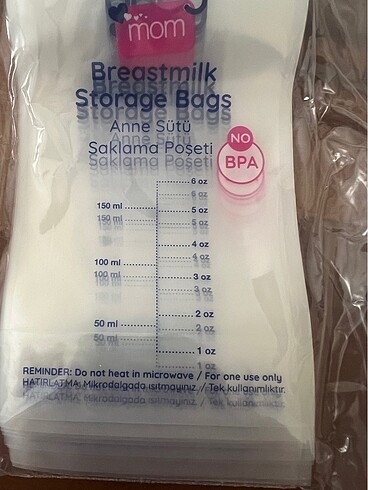 mom
Breastmilk
Storage Bags
Anne Sütü
Saklama Poseti
NO
BPA
6 oz
150 ml
5 oz
4 oz
100 ml
3 oz
2 oz
50 ml
1 oz
REMINDER: Do not heat in microwave / For one use only
HATIRLATMA: Mikrodalgada ısıtmayınız. / Tek kullanımlıktır.